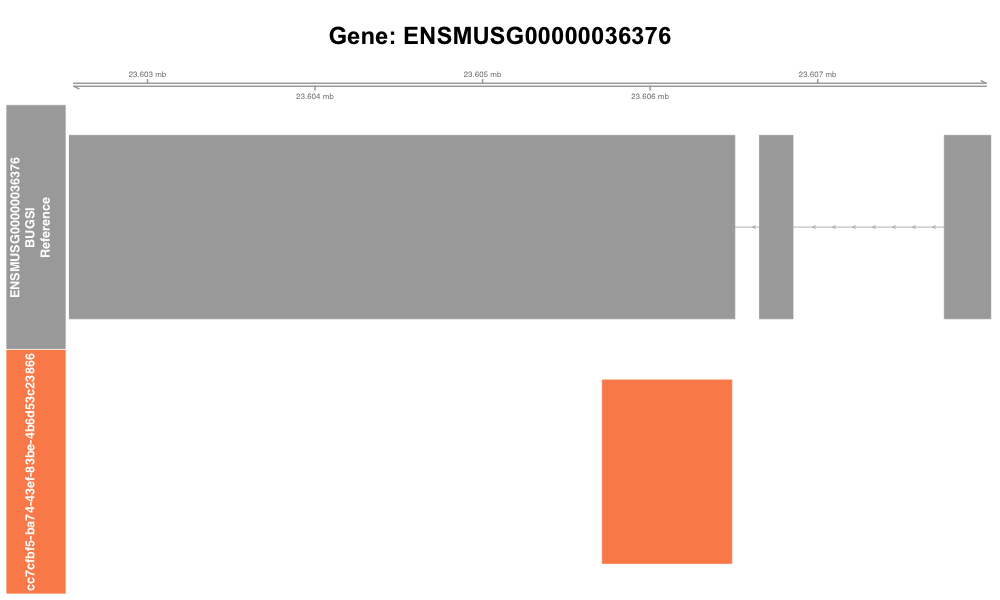 Gene: ENSMUSG00000036376
23.603 mb
23.605 mb
23.607 mb
23.604 mb
23.606 mb
ENSMUSG00000036376
BUGSI
Reference
cc7cfbf5-ba74-43ef-83be-4b6d53c23866